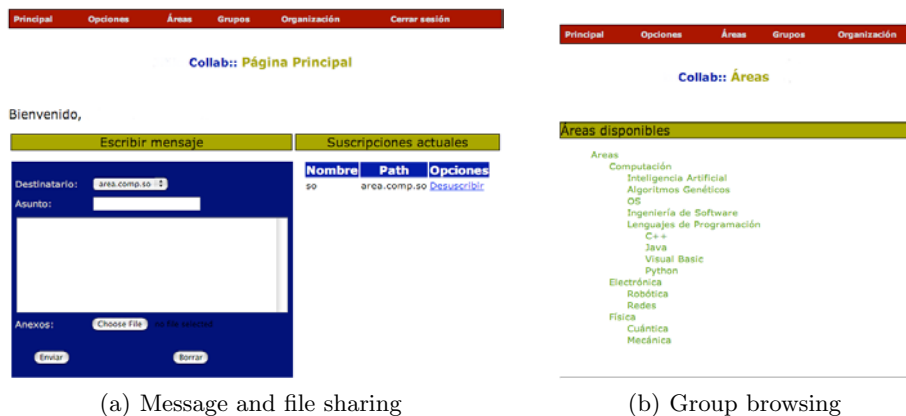 Principal Opciones Áreas Grupos Organización Cerrar sesión
Collab:: Página Principal
Bienvenido,
Escribir mensaje
Suscripciones actuales
Destinatario: area.comp.so
Asunto:
Anexos: Choose File no file selected
Enviar Borrar
Nombre Path Opciones
so area.comp.so Desuscribir
(a) Message and file sharing
Principal Opciones Áreas Grupos Organización
Collab:: Áreas
Áreas disponibles
Areas
Computación
Inteligencia Artificial
Algoritmos Genéticos
OS
Ingeniería de Software
Lenguajes de Programación
C++
Java
Visual Basic
Python
Electrónica
Robótica
Redes
Física
Cuántica
Mecánica
(b) Group browsing